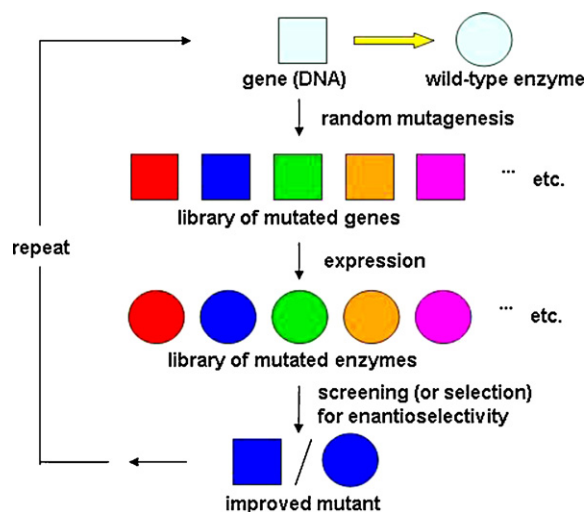 gene (DNA) wild-type enzyme
random mutagenesis
... etc.
library of mutated genes
repeat
expression
... etc.
library of mutated enzymes
screening (or selection)
for enantioselectivity
/
improved mutant